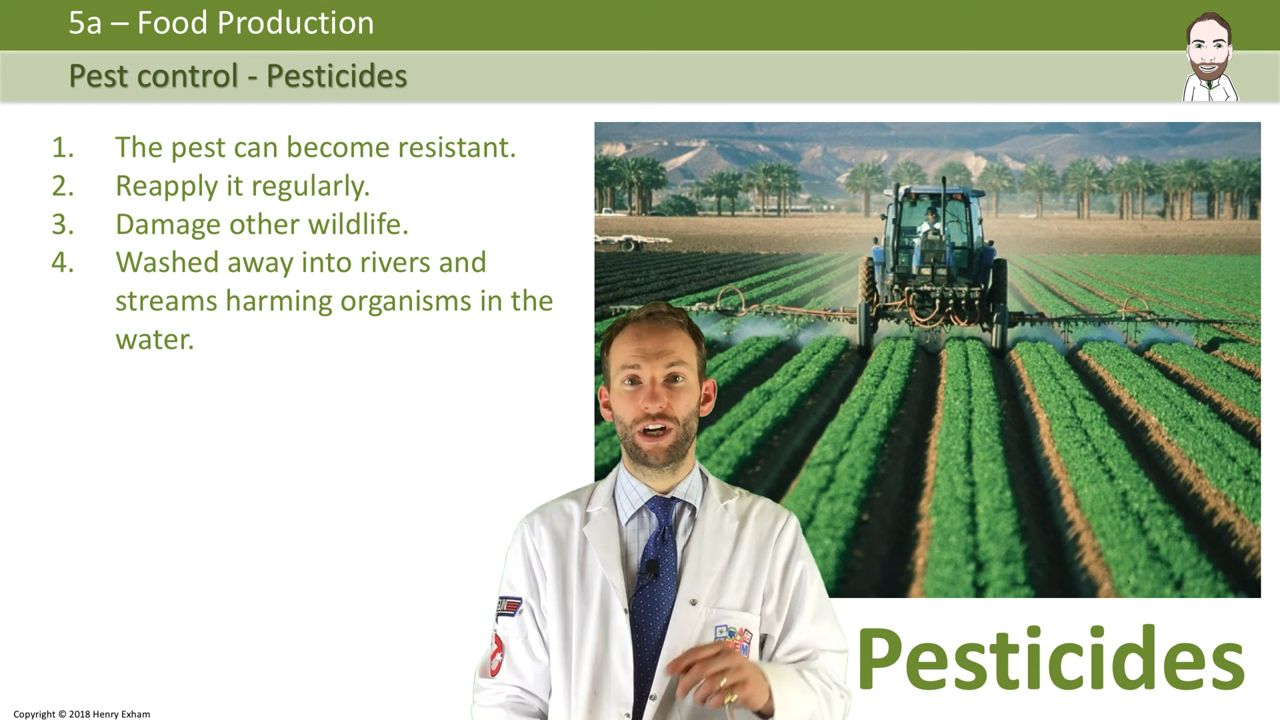 5a – Food Production
Pest control - Pesticides
1. The pest can become resistant.
2. Reapply it regularly.
3. Damage other wildlife.
4. Washed away into rivers and
streams harming organisms in the
water.
Pesticides
Copyright © 2018 Henry Exham